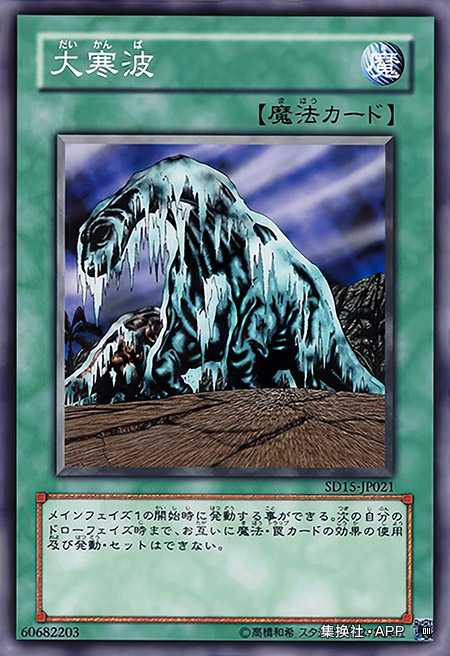 だい かん ぱ
大寒波
魔
まほう
【魔法カード】
SD15-JP021
メインフェイズ1の開始時に発動する事ができる。次の自分の
ドローフェイズ時まで、お互いに魔法・罠カードの効果の使用
及び発動・セットはできない。
60682203
©高橋和希 スタジオ
集換社・APP